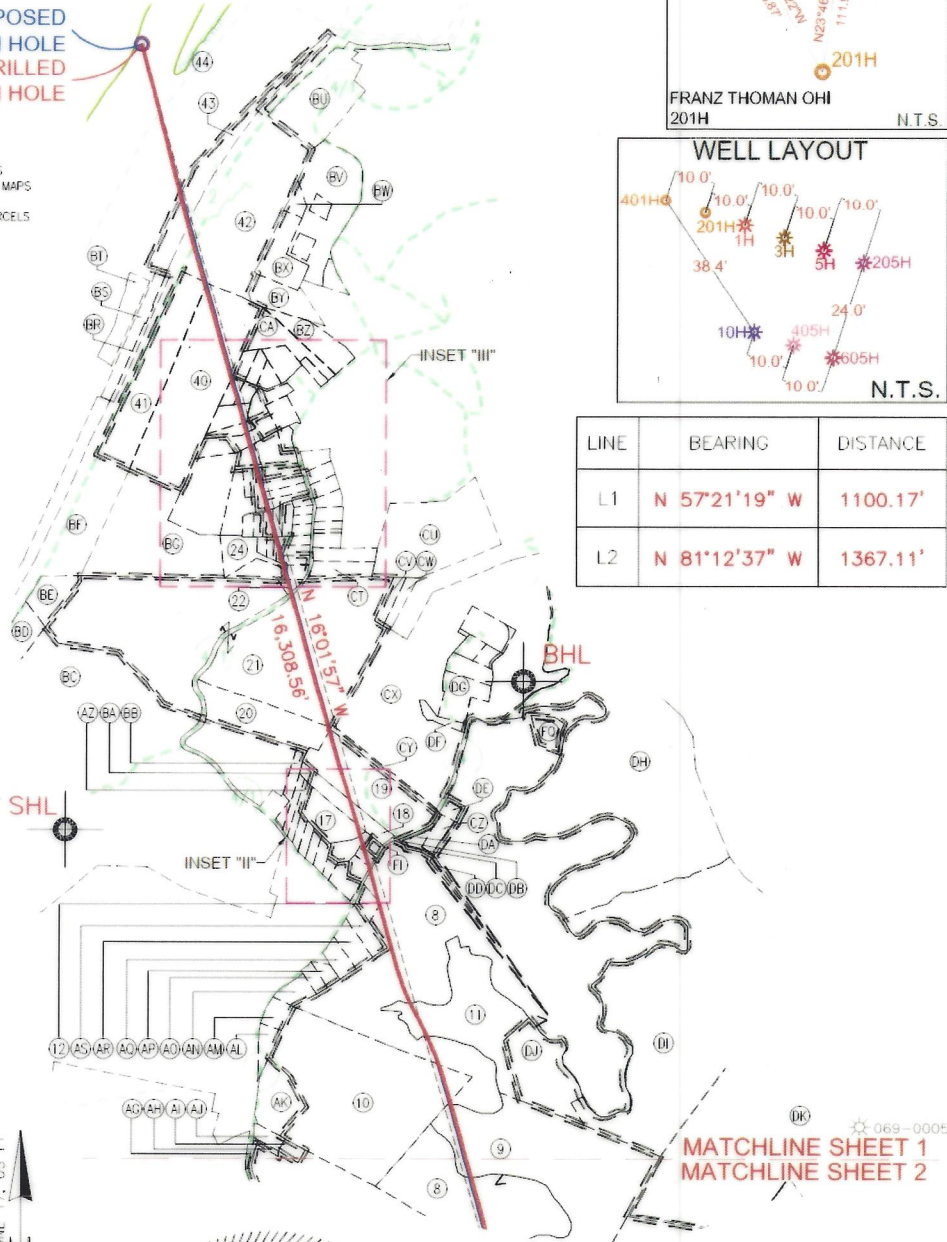 POSED
HOLE
RILLED
HOLE
MAPS
RCELS
201H
FRANZ THOMAN OHI
201H
N.T.S.
WELL LAYOUT
10.0'
10.0'
10.0'
10.0'
10.0'
401H
201H
1H
3H
5H
205H
38.4'
24.0'
10H
405H
605H
10.0'
10.0'
N.T.S.
LINE BEARING DISTANCE
L1 N 57°21'19" W 1100.17'
L2 N 81°12'37" W 1367.11'
44
43
BU
BV
BW
42
BT
BS
BR
BX
BY
CA
BZ
INSET "III"
40
41
BF
BG
24
CU
CV
CW
CT
22
BE
BD
BC
N 16°01'57" W
16,308.56'
21
20
CX
DG
BHL
AZ BA BB
DF
CY
FQ
DH
SHL
19
DE
CZ
17
18
DA
FI
INSET "II"
DD DC DB
8
11
12 AS AR AQ AP AO AN AM AL
DJ
DI
AG AH AI AJ
AK
10
DK
069-0005
9
8
MATCHLINE SHEET 1
MATCHLINE SHEET 2